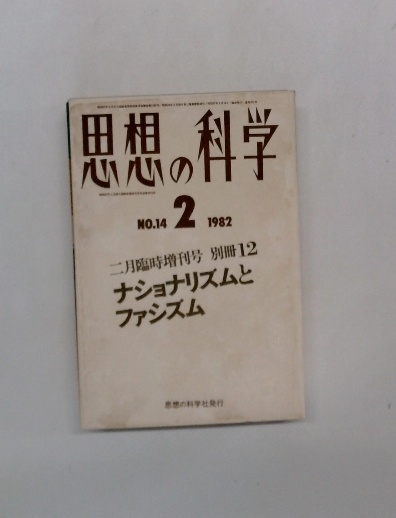 思想の科学
NO.14 2 1982
二月臨時増刊号 別冊12
ナショナリズムと
ファシズム
思想の科学社発行